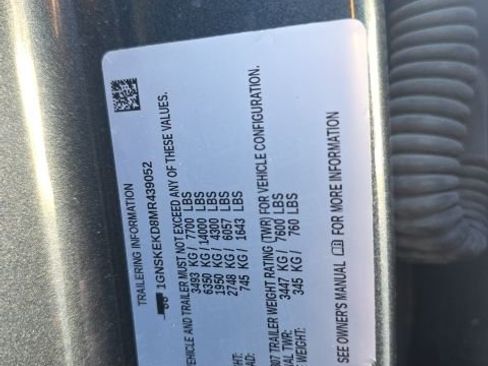 TRAILERING INFORMATION
1GNSKEKD8MR439052
VEHICLE AND TRAILER MUST NOT EXCEED ANY OF THESE VALUES.
3493 KG / 7700 LBS
6350 KG / 14000 LBS
1950 KG / 4300 LBS
2748 KG / 6057 LBS
745 KG / 1643 LBS
TRAILER WEIGHT RATING (TWR) FOR VEHICLE CONFIGURATION.
TWR: 3447 KG / 7600 LBS
WEIGHT: 345 KG / 760 LBS
SEE OWNER'S MANUAL FOR MORE INFORMATION